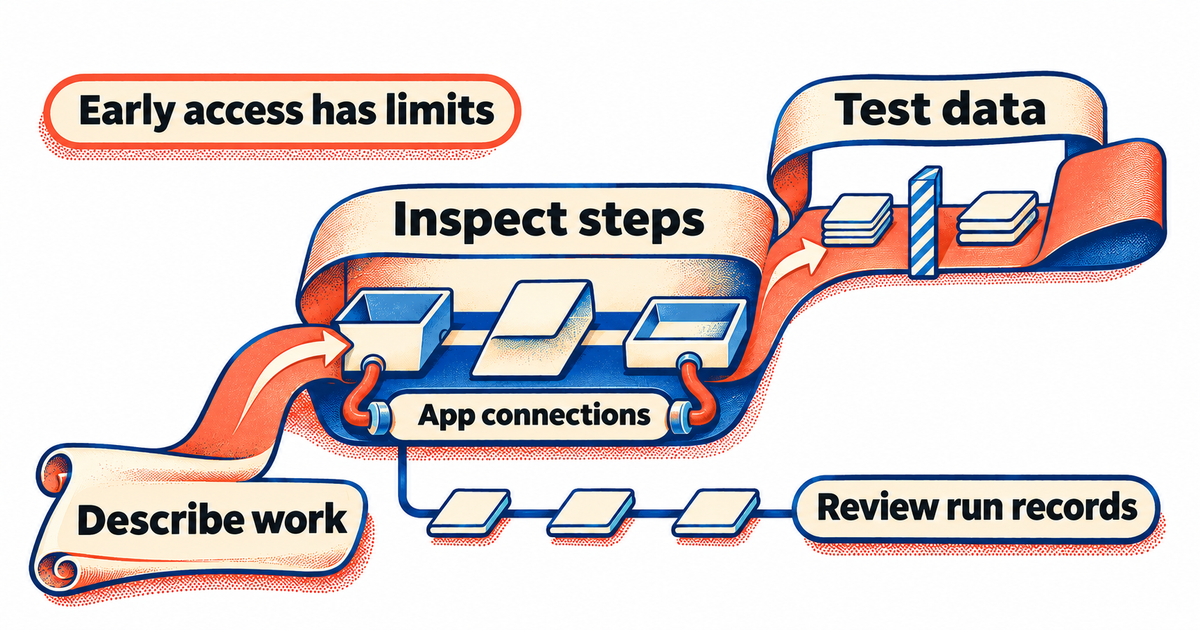 Early access has limits
Test data
Inspect steps
App connections
Describe work
Review run records